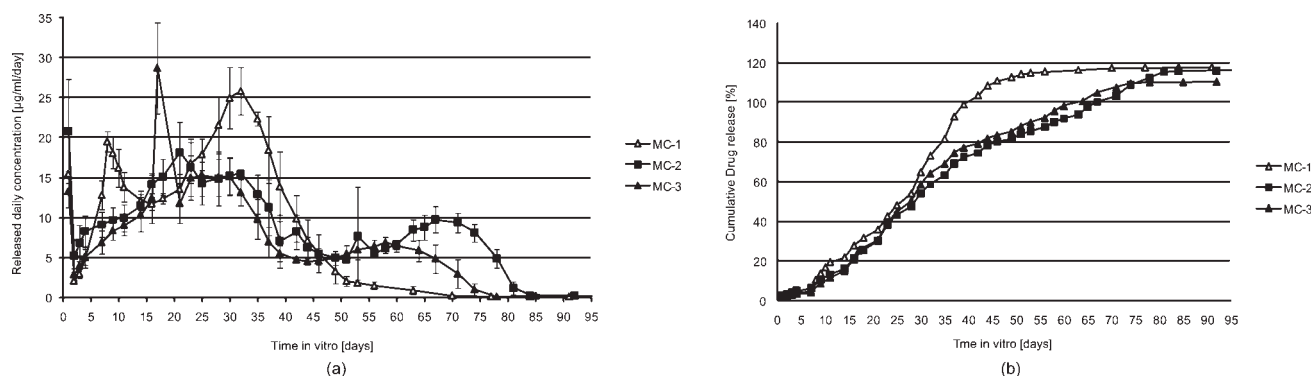 35
30
25
20
15
10
5
0
Released daily concentration [µg/ml/day]
0 5 10 15 20 25 30 35 40 45 50 55 60 65 70 75 80 85 90 95
Time in vitro [days]
MC-1
MC-2
MC-3
(a)
140
120
100
80
60
40
20
0
Cumulative Drug release [%]
0 5 10 15 20 25 30 35 40 45 50 55 60 65 70 75 80 85 90 95
Tme in vitro [days]
MC-1
MC-2
MC-3
(b)